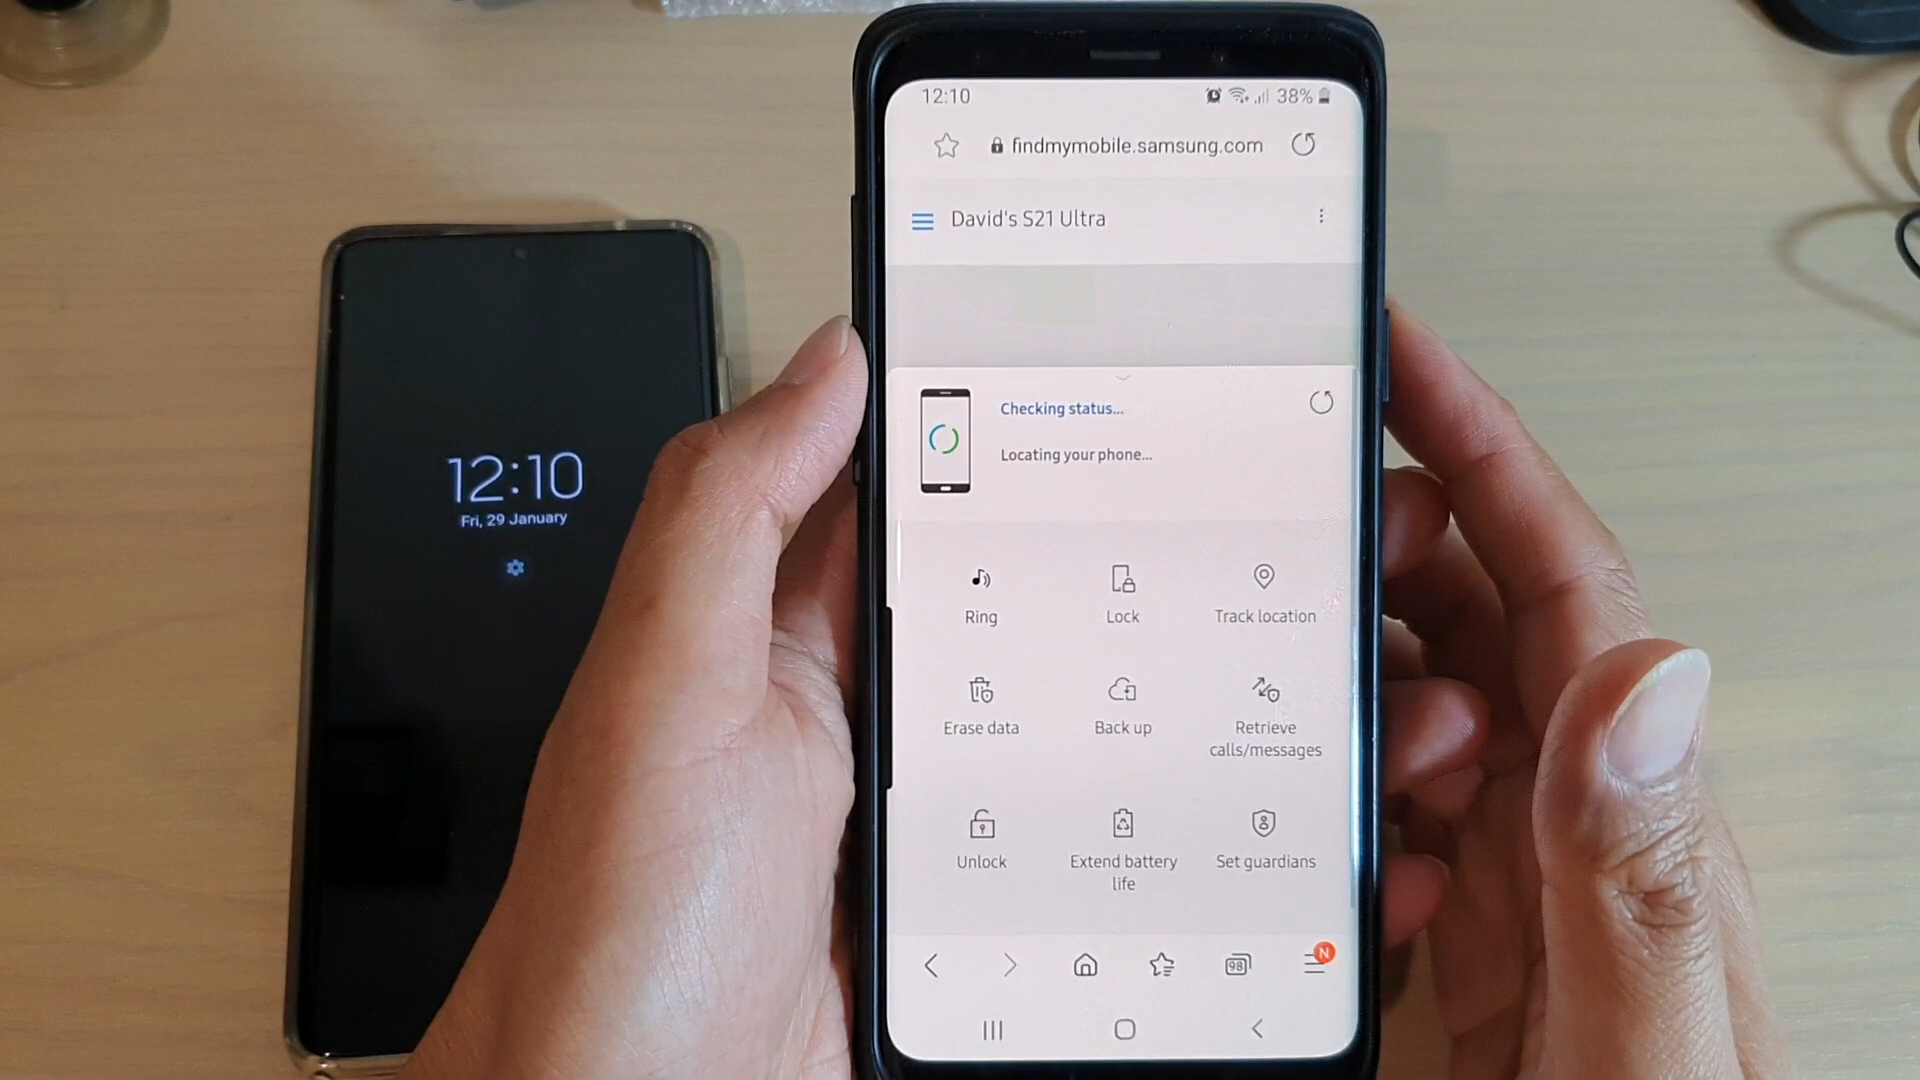 12:10
Fri, 29 January
12:10
38%
findmymobile.samsung.com
David's S21 Ultra
Checking status...
Locating your phone...
Ring
Lock
Track location
Erase data
Back up
Retrieve
calls/messages
Unlock
Extend battery
life
Set guardians
98
N